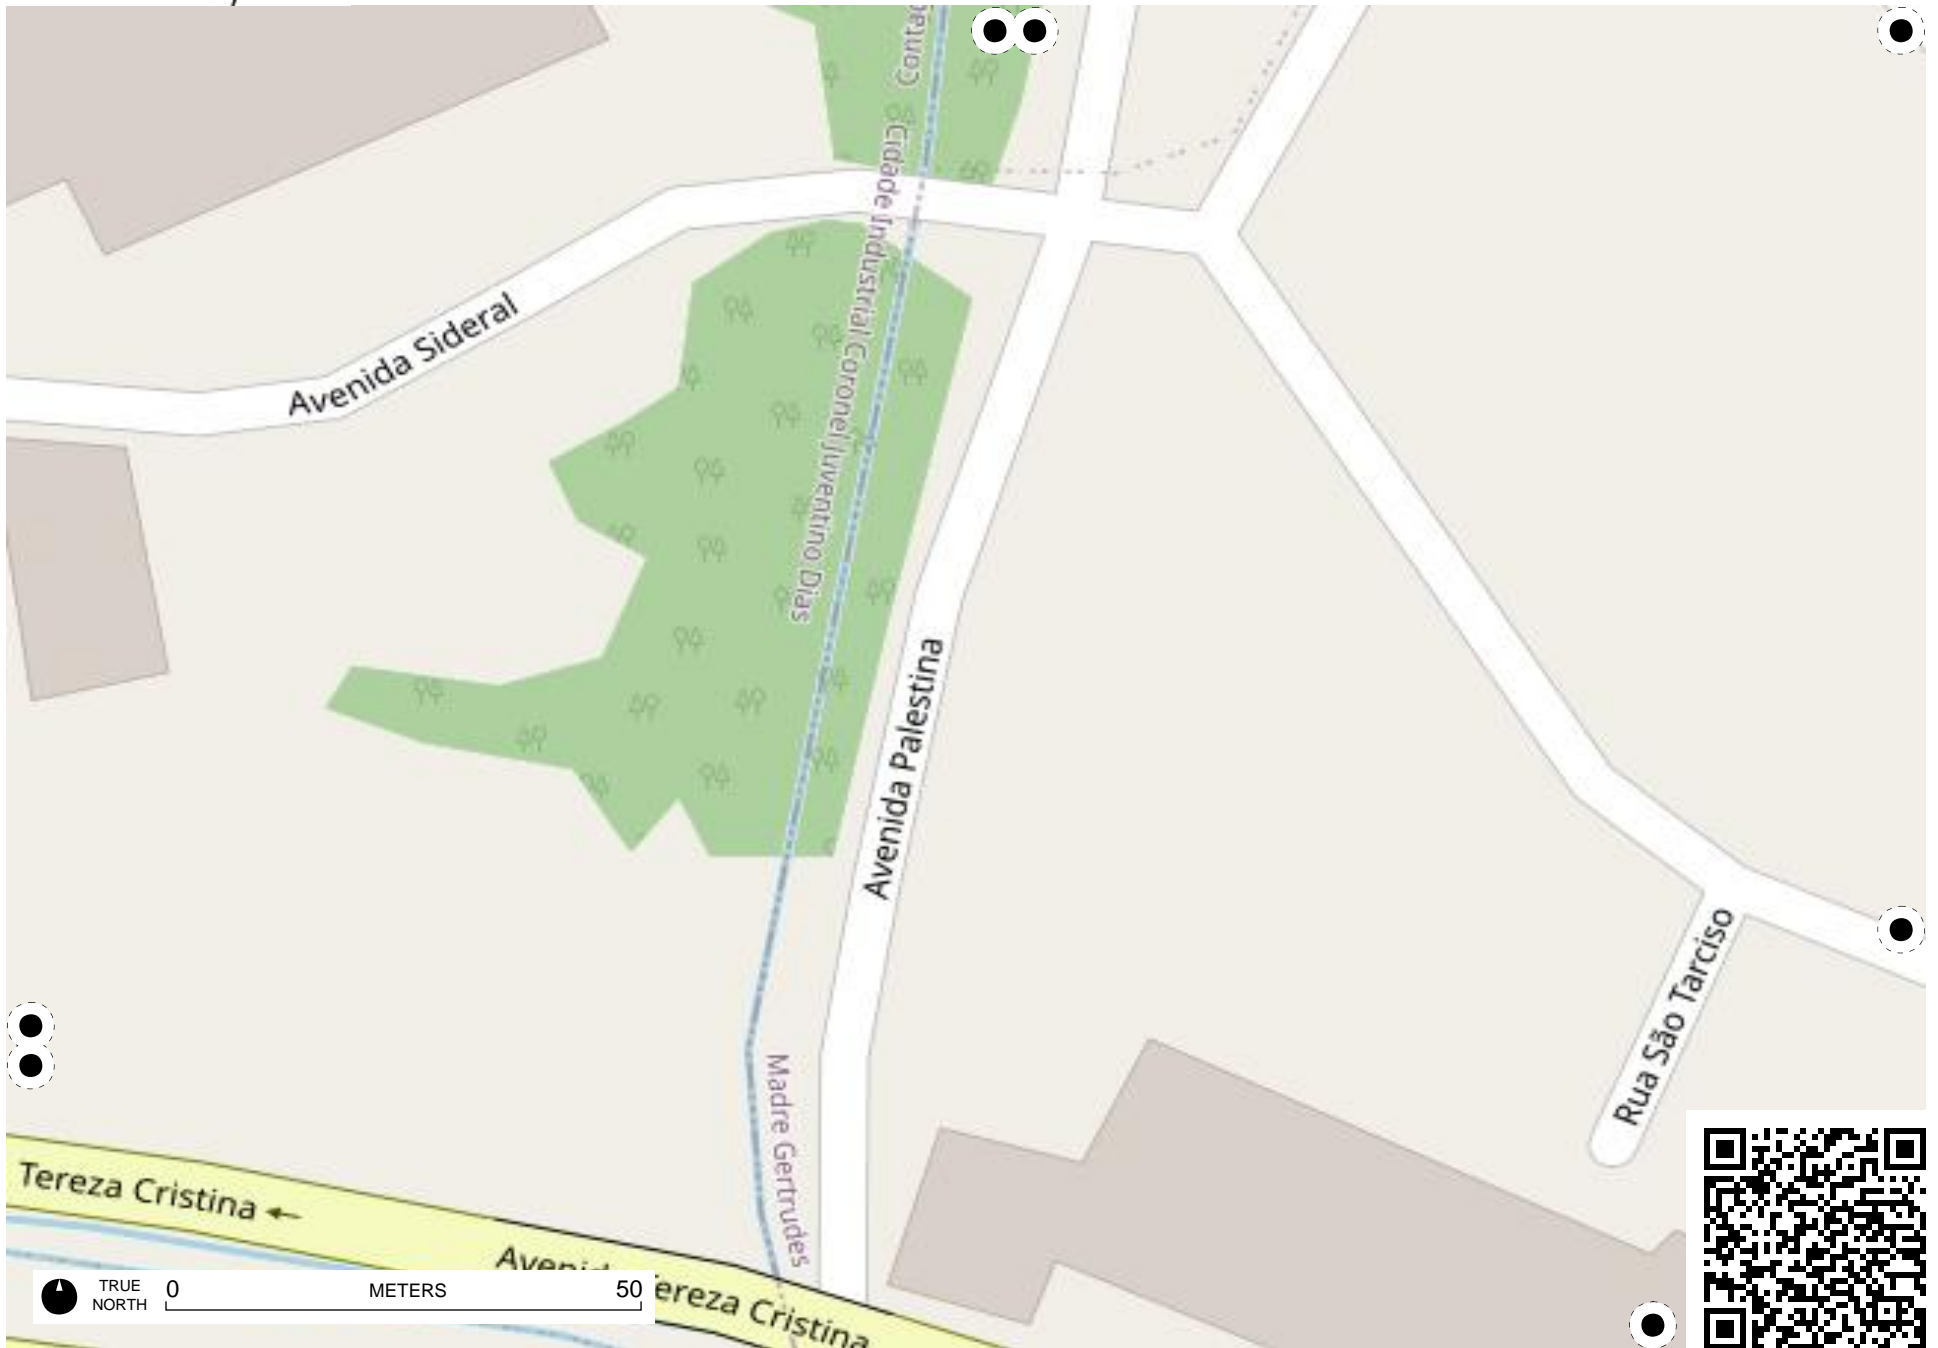 Conta
Cidade Industrial Coronel Juventino Dias
Avenida Sideral
Avenida Palestina
Rua São Tarciso
Madre Gertrudes
Tereza Cristina ←
Avenida Tereza Cristina
TRUE NORTH
0 METERS 50